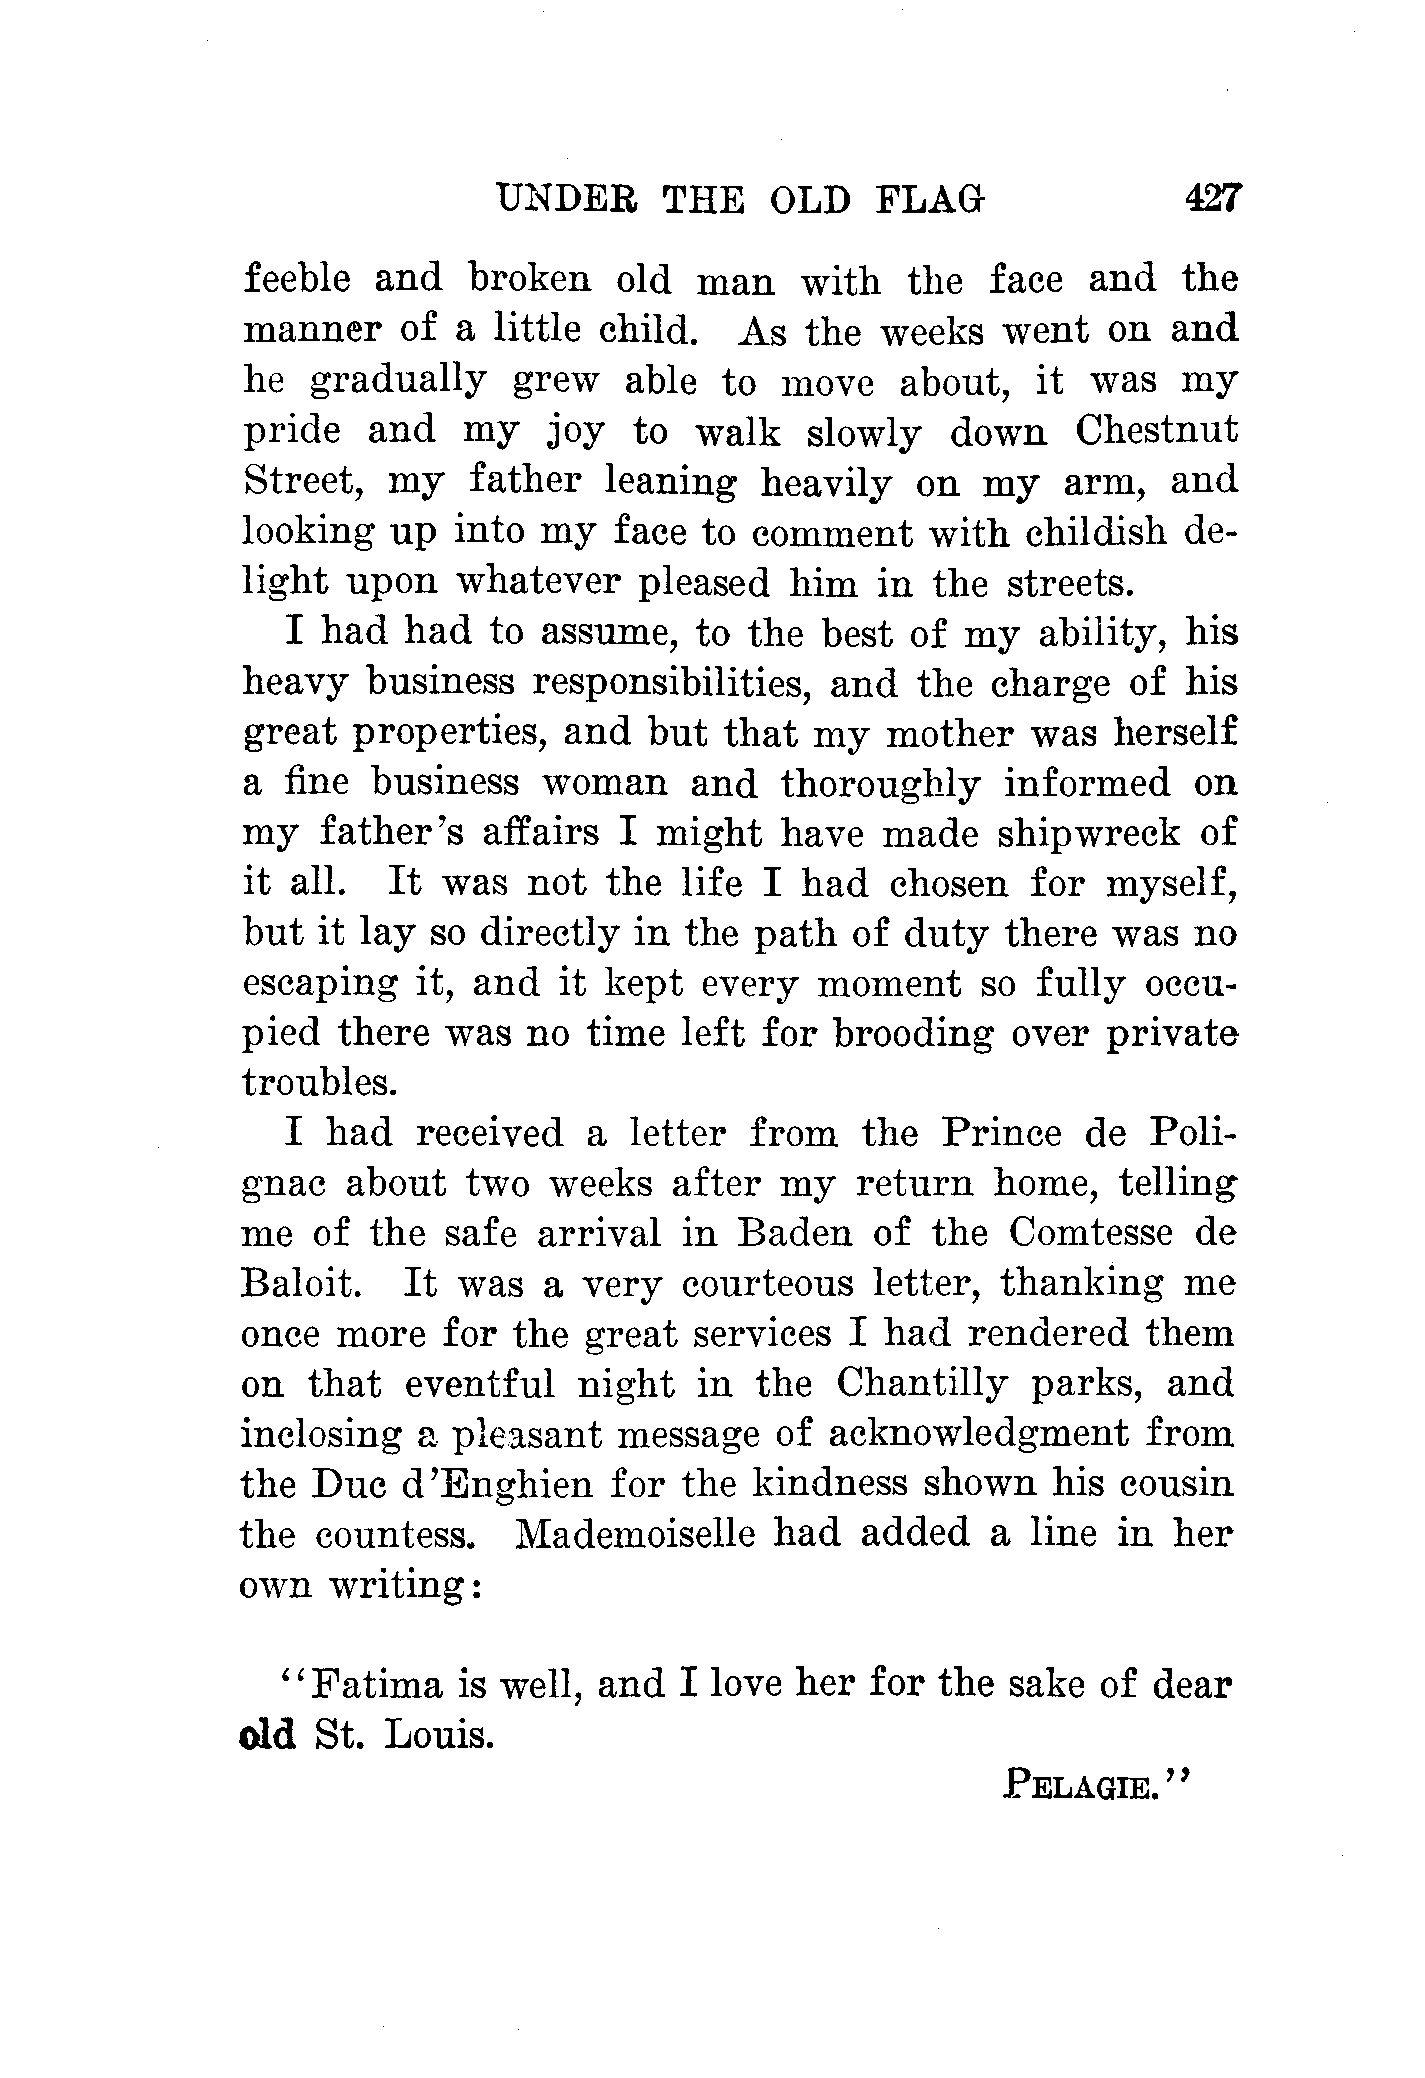 UNDER THE OLD FLAG 427
feeble and broken old man with the face and the
manner of a little child. As the weeks went on and
he gradually grew able to move about, it was my
pride and my joy to walk slowly down Chestnut
Street, my father leaning heavily on my arm, and
looking up into my face to comment with childish de-
light upon whatever pleased him in the streets.
I had had to assume, to the best of my ability, his
heavy business responsibilities, and the charge of his
great properties, and but that my mother was herself
a fine business woman and thoroughly informed on
my father's affairs I might have made shipwreck of
it all. It was not the life I had chosen for myself,
but it lay so directly in the path of duty there was no
escaping it, and it kept every moment so fully occu-
pied there was no time left for brooding over private
troubles.
I had received a letter from the Prince de Poli-
gnac about two weeks after my return home, telling
me of the safe arrival in Baden of the Comtesse de
Baloit. It was a very courteous letter, thanking me
once more for the great services I had rendered them
on that eventful night in the Chantilly parks, and
inclosing a pleasant message of acknowledgment from
the Duc d'Enghien for the kindness shown his cousin
the countess. Mademoiselle had added a line in her
own writing:
"Fatima is well, and I love her for the sake of dear
old St. Louis.
PELAGIE."